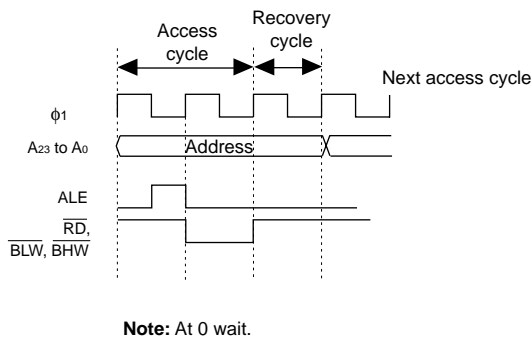 Access
cycle
Recovery
cycle
Next access cycle
ϕ1
A23 to A0
Address
ALE
RD,
BLW, BHW
Note: At 0 wait.